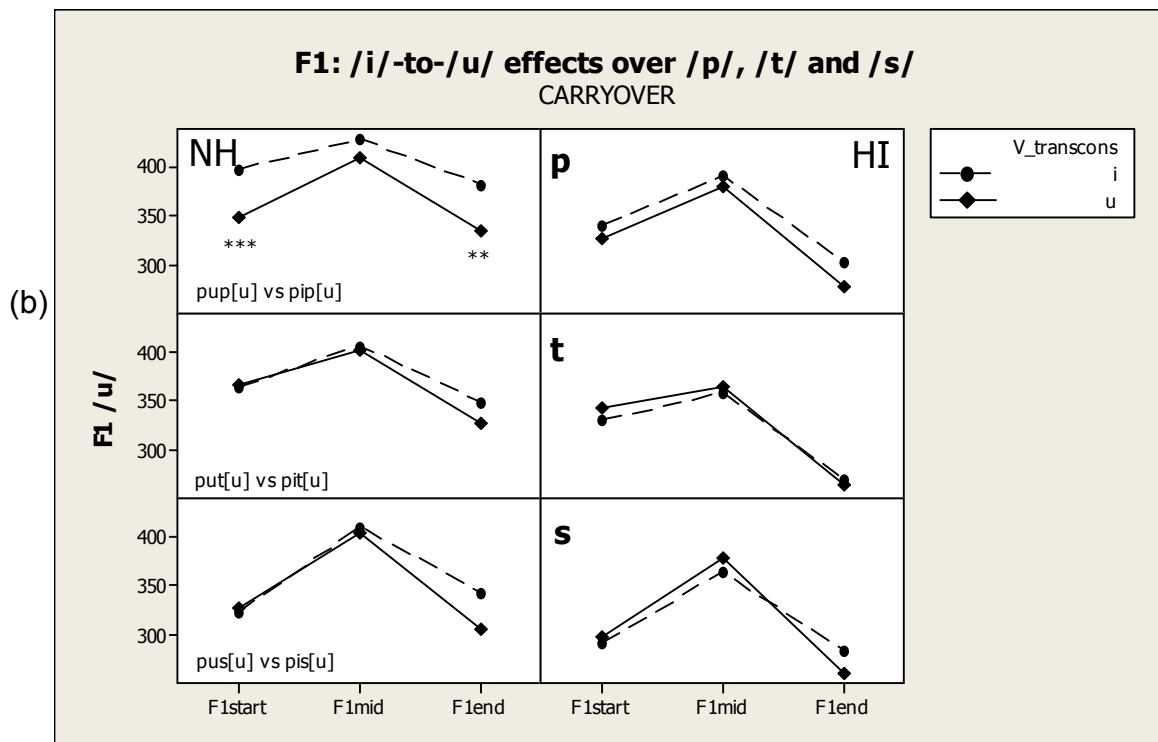 F1: /i/-to-/u/ effects over /p/, /t/ and /s/
CARRYOVER
(b)
F1 /u/
NH
400
350
300
***
**
pup[u] vs pip[u]
p
HI
V_transcons
i
u
400
350
300
put[u] vs pit[u]
t
400
350
300
pus[u] vs pis[u]
s
F1start F1mid F1end F1start F1mid F1end